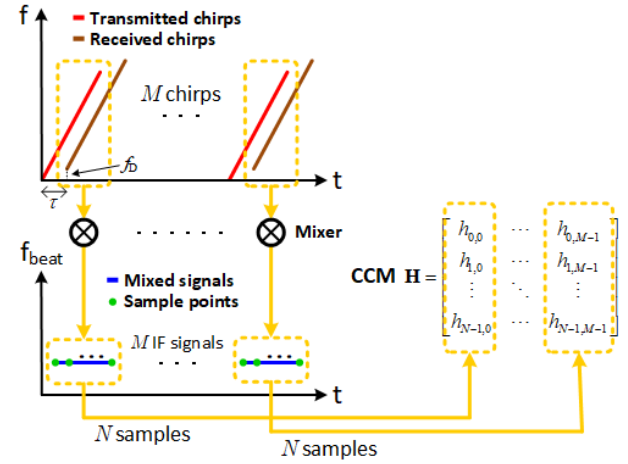 f
Transmitted chirps
Received chirps
M chirps
. . . .
f_D
τ
t
. . . . . .
Mixer
f_beat
Mixed signals
Sample points
M IF signals
...
. . . .
...
t
N samples
N samples
CCM H =
h_{0,0} ⋯ h_{0,M-1}
h_{1,0} h_{1,M-1}
⋮ ⋱ ⋮
h_{N-1,0} ⋯ h_{N-1,M-1}